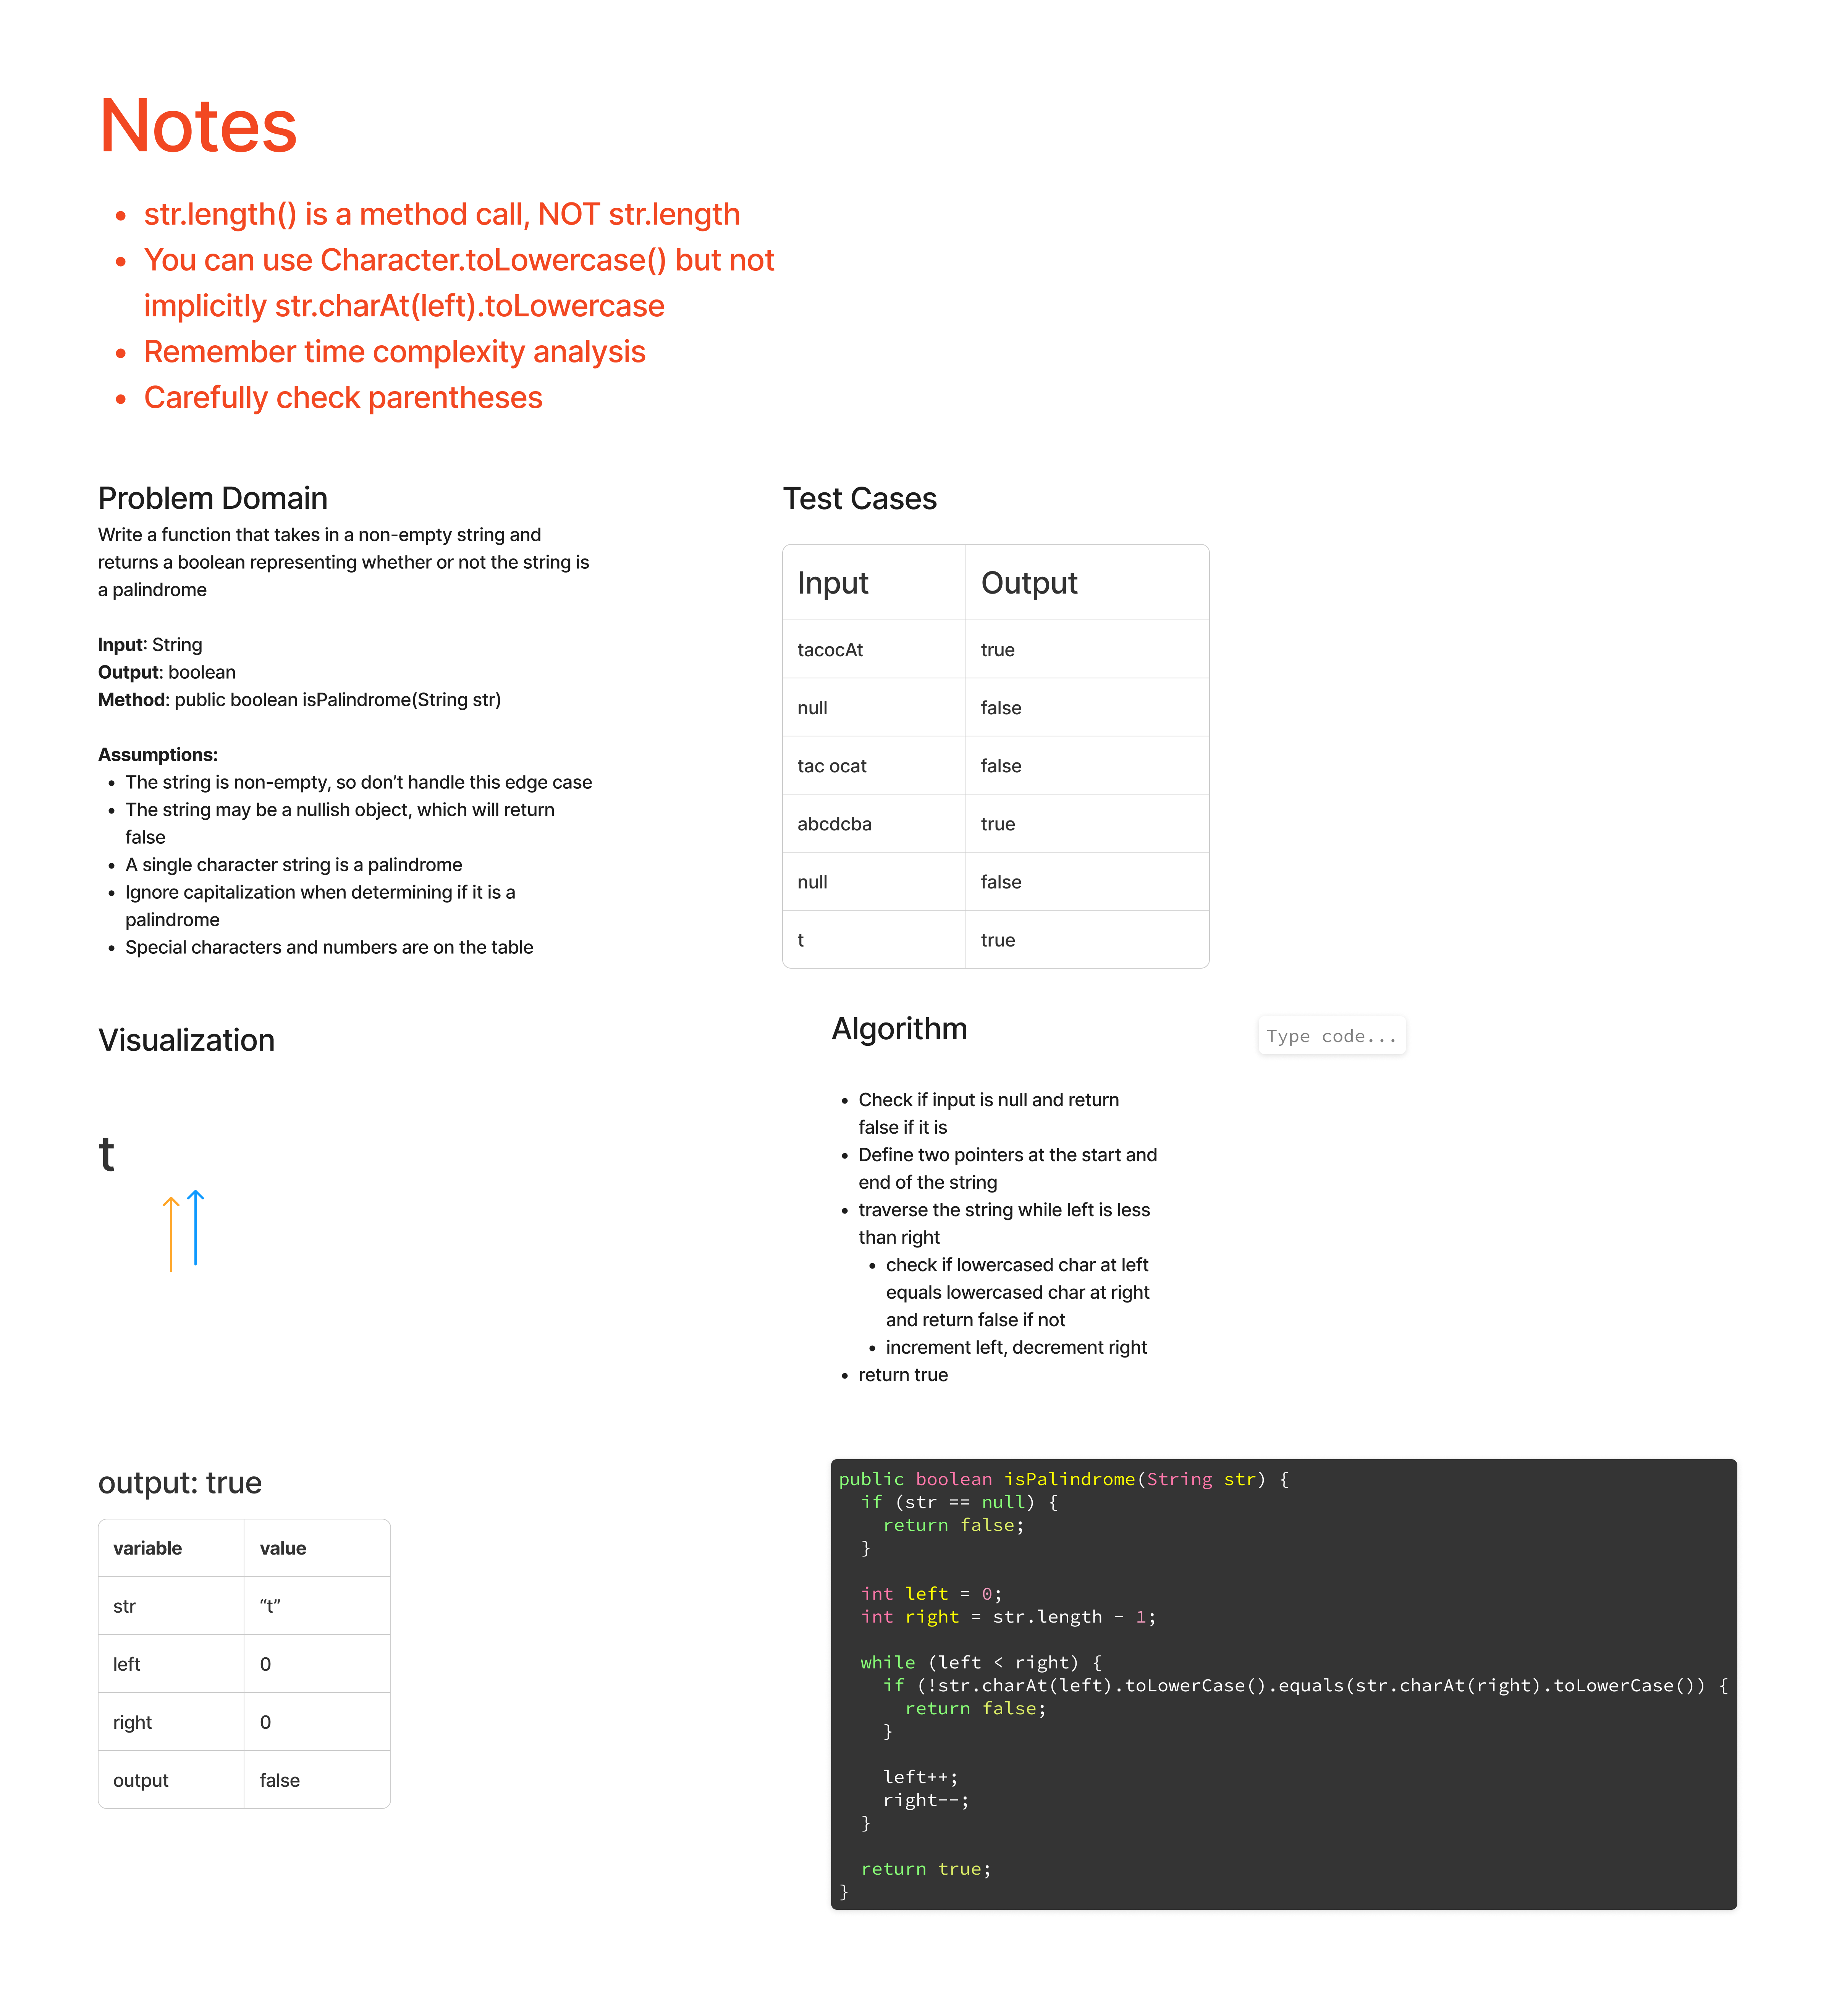 Notes
• str.length() is a method call, NOT str.length
• You can use Character.toLowercase() but not
implicitly str.charAt(left).toLowercase
• Remember time complexity analysis
• Carefully check parentheses
Problem Domain
Write a function that takes in a non-empty string and
returns a boolean representing whether or not the string is
a palindrome
Input: String
Output: boolean
Method: public boolean isPalindrome(String str)
Assumptions:
• The string is non-empty, so don’t handle this edge case
• The string may be a nullish object, which will return
false
• A single character string is a palindrome
• Ignore capitalization when determining if it is a
palindrome
• Special characters and numbers are on the table
Test Cases
Input Output
tacocAt true
null false
tac ocat false
abcdcba true
null false
t true
Visualization
t
Algorithm
• Check if input is null and return
false if it is
• Define two pointers at the start and
end of the string
• traverse the string while left is less
than right
• check if lowercased char at left
equals lowercased char at right
and return false if not
• increment left, decrement right
• return true
Type code...
output: true
variable value
str “t”
left 0
right 0
output false
public boolean isPalindrome(String str) {
  if (str == null) {
    return false;
  }
  int left = 0;
  int right = str.length - 1;
  while (left < right) {
    if (!str.charAt(left).toLowerCase().equals(str.charAt(right).toLowerCase()) {
      return false;
    }
    left++;
    right--;
  }
  return true;
}